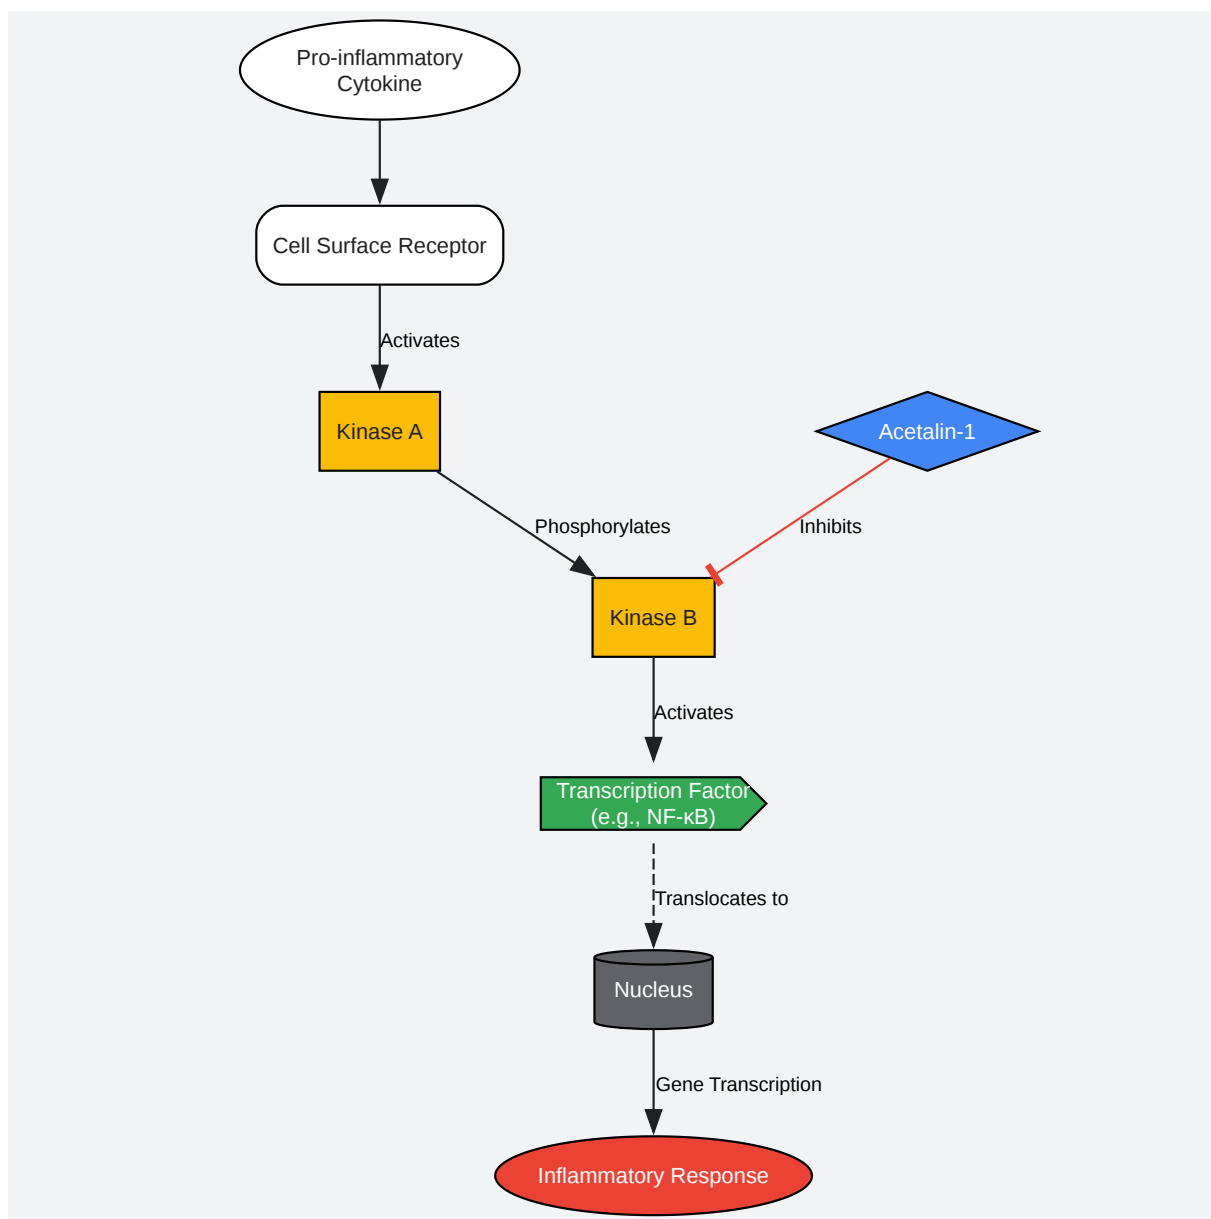 Pro-inflammatory
Cytokine
Cell Surface Receptor
Activates
Kinase A
Acetalin-1
Phosphorylates
Inhibits
Kinase B
Activates
Transcription Factor
(e.g., NF-κB)
Translocates to
Nucleus
Gene Transcription
Inflammatory Response